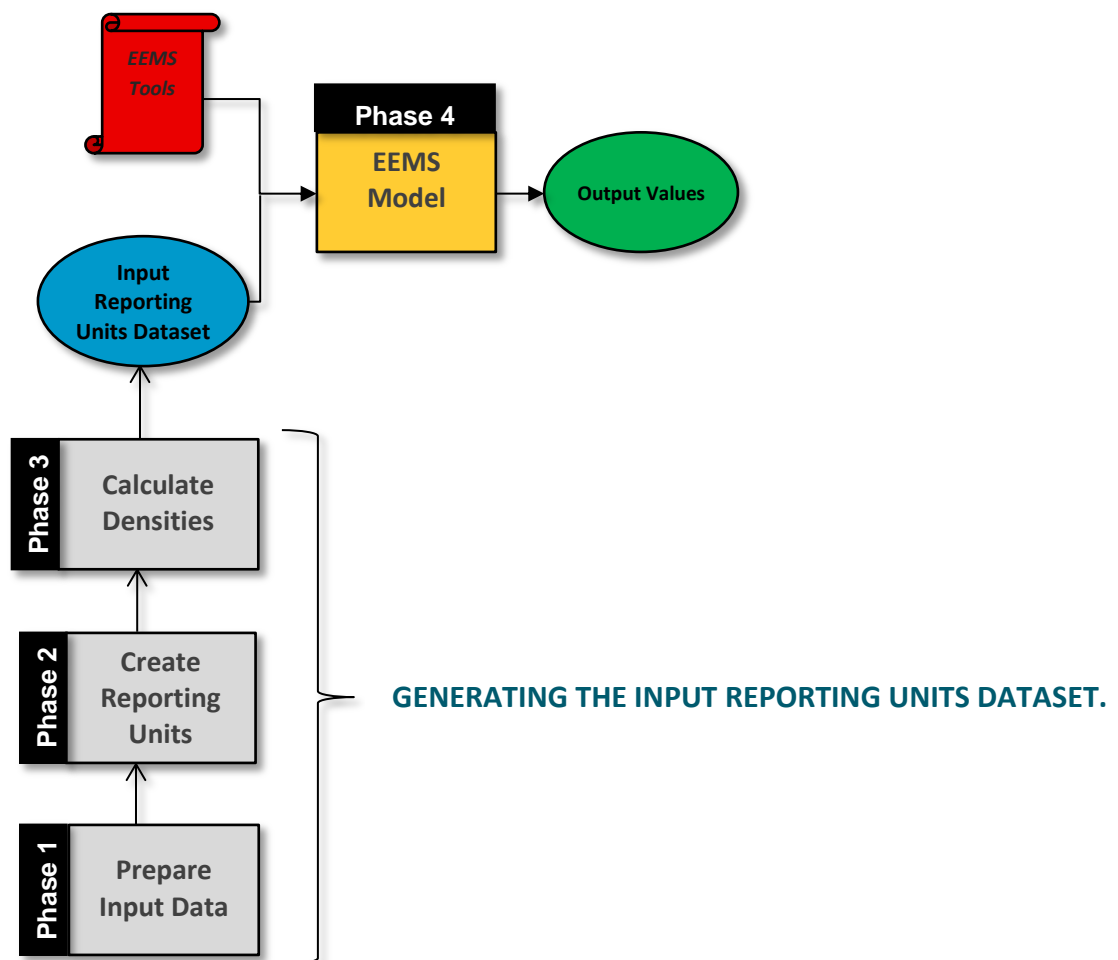 EEMS
Tools
Phase 4
EEMS
Model
Output Values
Input
Reporting
Units Dataset
Phase 3
Calculate
Densities
Phase 2
Create
Reporting
Units
GENERATING THE INPUT REPORTING UNITS DATASET.
Phase 1
Prepare
Input Data